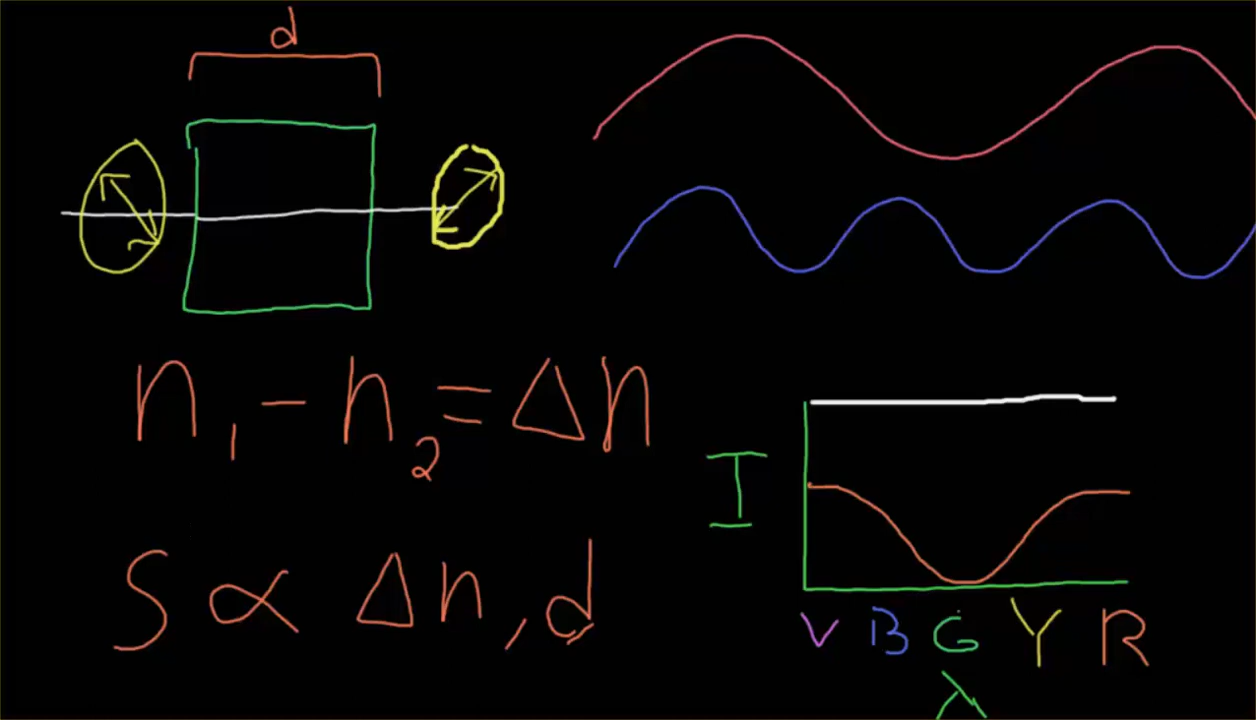 d
n₁ - n₂ = Δn
I
S ∝ Δn, d
V B G Y R
λ